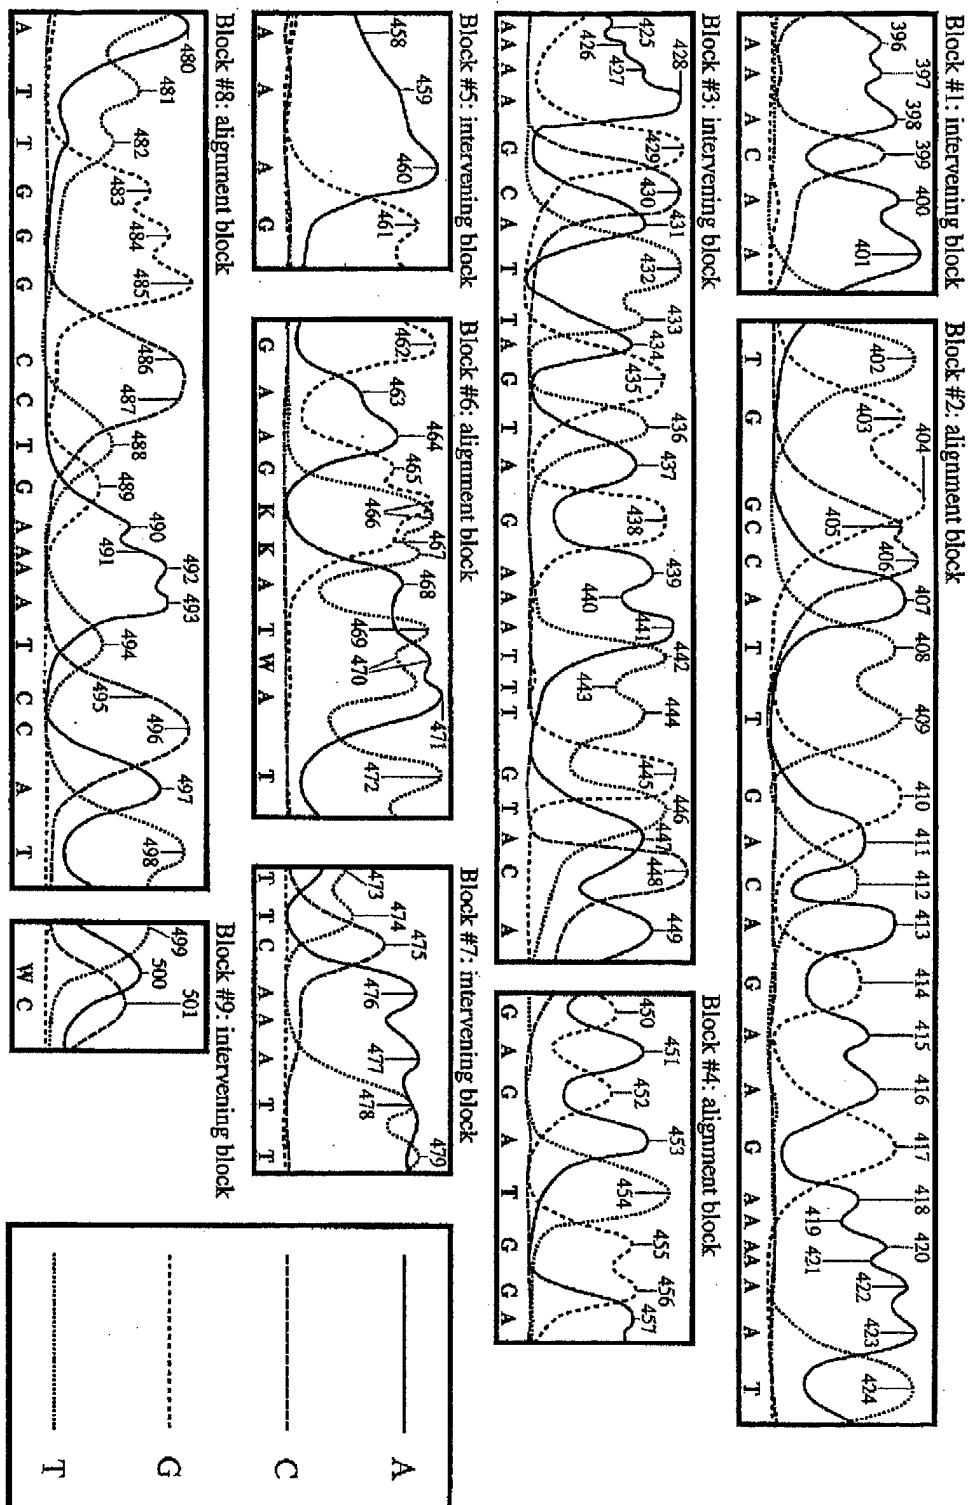 Block #1: intervening block
396 397 398 399 400 401
A A A C A A
Block #2: alignment block
402 403 404 405 406 407 408 409 410 411 412 413 414 415 416 417 418 419 420 421 422 423 424
T G G C C A T T G A C A G A A G A A A A A A T
Block #3: intervening block
425 426 427 428 429 430 431 432 433 434 435 436 437 438 439 440 441 442 443 444 445 446 447 448 449
A A A A G C A T T A G T A G A A A T T T G T A C A
Block #4: alignment block
450 451 452 453 454 455 456 457
G A G A T G G A
Block #5: intervening block
458 459 460 461
A A A G
Block #6: alignment block
462 463 464 465 466 467 468 469 470 471 472
G A A G K K A T W A T
Block #7: intervening block
473 474 475 476 477 478 479
T T C A A A T T
Block #8: alignment block
480 481 482 483 484 485 486 487 488 489 490 491 492 493 494 495 496 497 498
A T T G G G C C T G A A A A T C C A T
Block #9: intervening block
499 500 501
W C
A
C
G
T